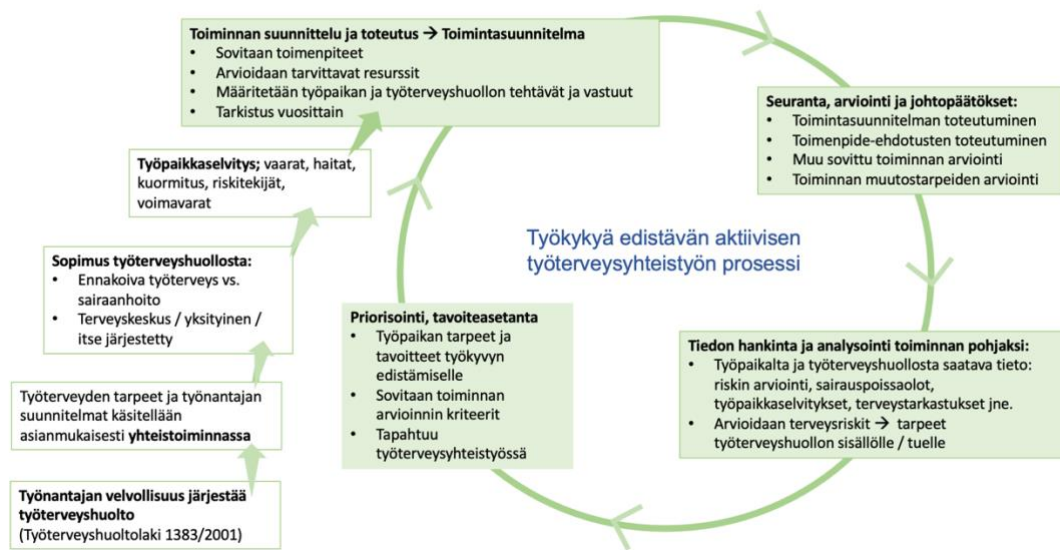 Toiminnan suunnittelu ja toteutus → Toimintasuunnitelma
• Sovitaan toimenpiteet
• Arvioidaan tarvittavat resurssit
• Määritetään työpaikan ja työterveyshuollon tehtävät ja vastuut
• Tarkistus vuosittain
Seuranta, arviointi ja johtopäätökset:
• Toimintasuunnitelman toteutuminen
• Toimenpide-ehdotusten toteutuminen
• Muu sovittu toiminnan arviointi
• Toiminnan muutostarpeiden arviointi
Työpaikkaselvitys; vaarat, haitat,
kuormitus, riskitekijät,
voimavarat
Työkykyä edistävän aktiivisen
työterveysyhteistyön prosessi
Sopimus työterveyshuollosta:
• Ennakoiva työterveys vs.
sairaanhoito
• Terveyskeskus / yksityinen /
itse järjestetty
Priorisointi, tavoiteasetanta
• Työpaikan tarpeet ja
tavoitteet työkyvyn
edistämiselle
• Sovitaan toiminnan
arvioinnin kriteerit
• Tapahtuu
työterveysyhteistyössä
Tiedon hankinta ja analysointi toiminnan pohjaksi:
• Työpaikalta ja työterveyshuollosta saatava tieto:
riskin arviointi, sairauspoissaolot,
työpaikkaselvitykset, terveystarkastukset jne.
• Arvioidaan terveysriskit → tarpeet
työterveyshuollon sisällölle / tuelle
Työterveyden tarpeet ja työnantajan
suunnitelmat käsitellään
asianmukaisesti yhteistoiminnassa
Työnantajan velvollisuus järjestää
työterveyshuolto
(Työterveyshuoltolaki 1383/2001)